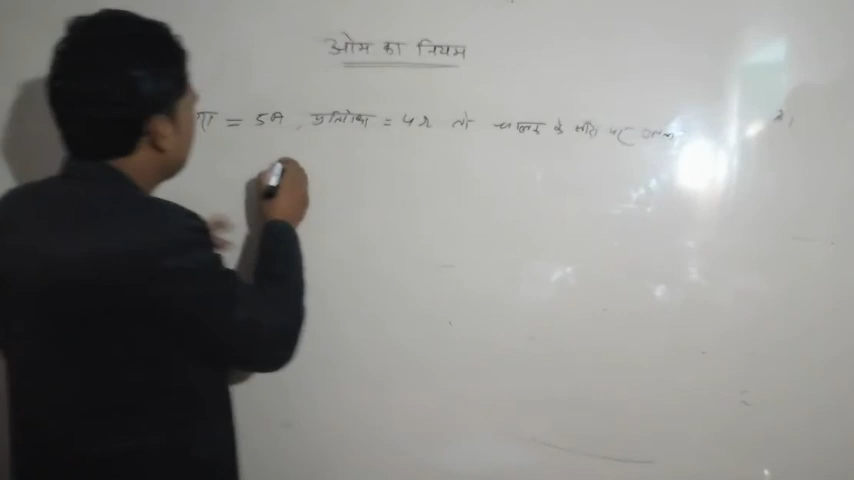 ओम का नियम
= 5A, प्रतिरोध = 4Ω तो चालक के सीरो पर